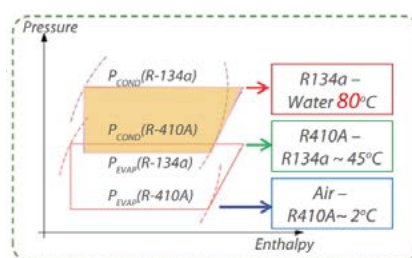 Pressure
P_COND(R-134a)
R134a –
Water 80°C
P_COND(R-410A)
R410A –
R134a ~ 45°C
P_EVAP(R-134a)
P_EVAP(R-410A)
Air –
R410A~ 2°C
Enthalpy